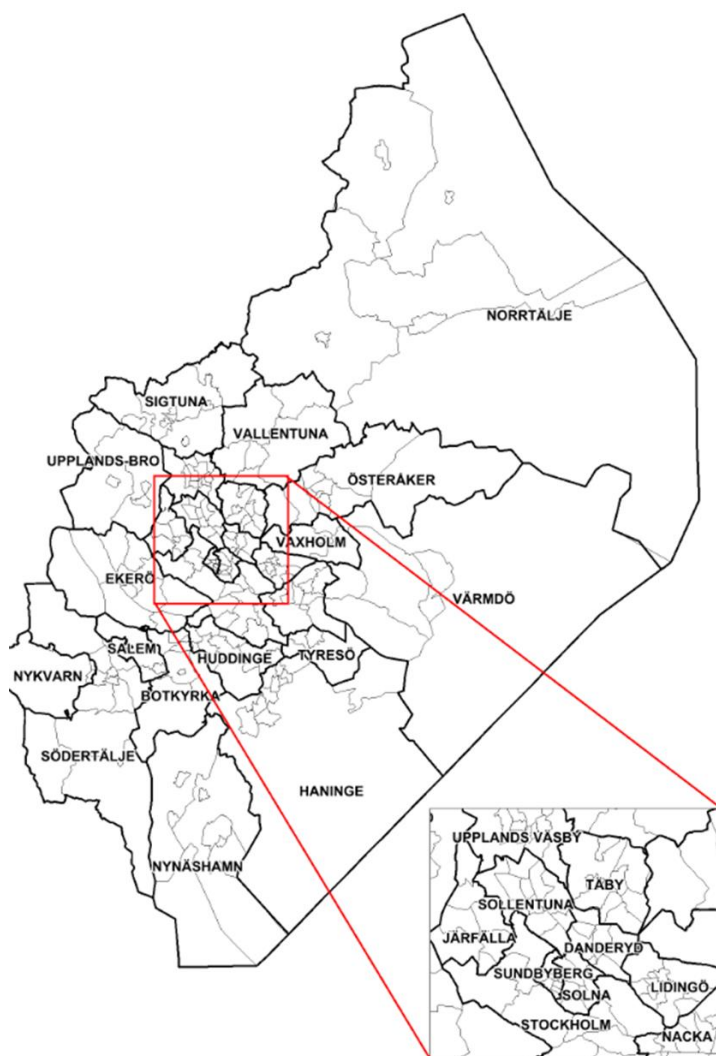 NORRTÄLJE
SIGTUNA
VALLENTUNA
UPPLANDS-BRO
ÖSTERÅKER
VAXHOLM
EKERÖ
VÄRMDÖ
SALEM
HUDDINGE
TYRESÖ
NYKVARN
BOTKYRKA
SÖDERTÄLJE
HANINGE
NYNÄSHAMN
UPPLANDS VÄSBY
TÄBY
SOLLENTUNA
JÄRFÄLLA
DANDERYD
SUNDBYBERG
LIDINGÖ
SOLNA
STOCKHOLM
NACKA